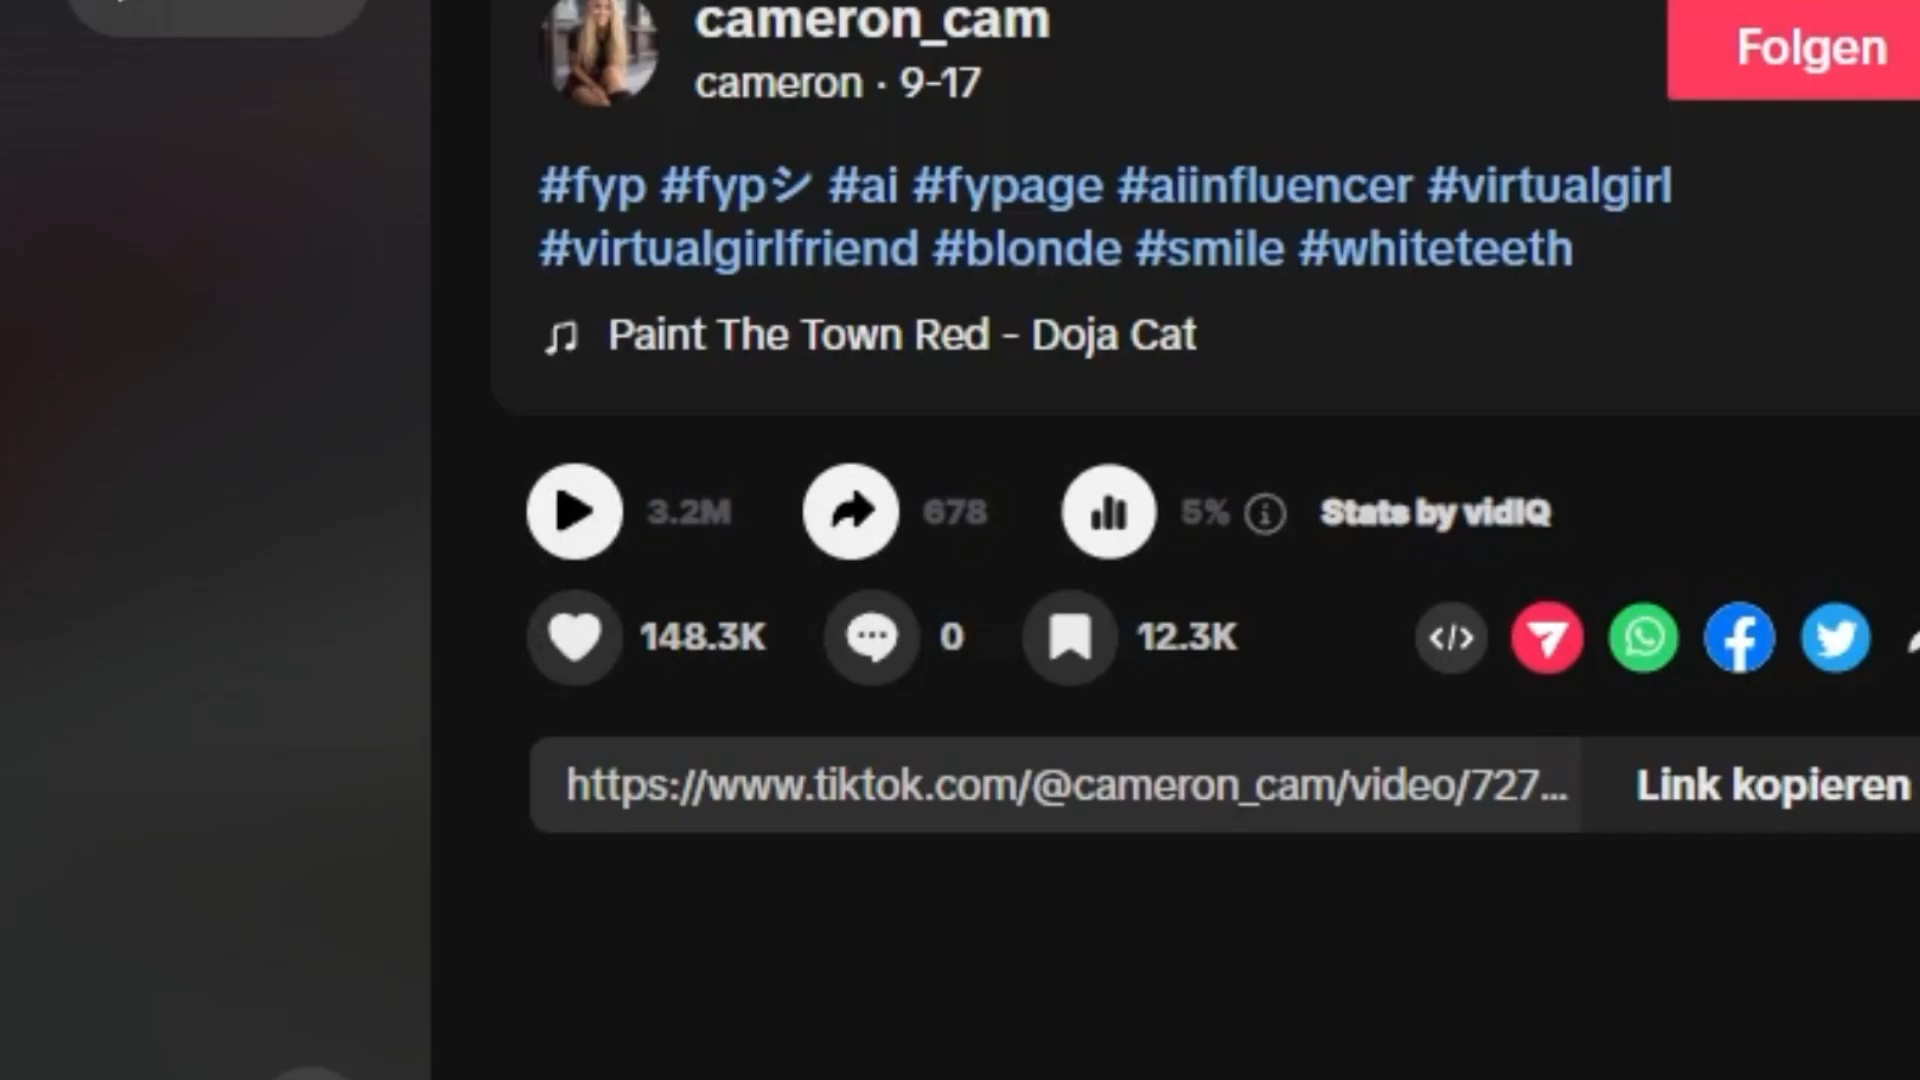 cameron_cam
cameron · 9-17
Folgen
#fyp #fypシ #ai #fypage #aiinfluencer #virtualgirl
#virtualgirlfriend #blonde #smile #whiteteeth
Paint The Town Red - Doja Cat
3.2M 678 5% Stats by vidIQ
148.3K 0 12.3K
https://www.tiktok.com/@cameron_cam/video/727...
Link kopieren